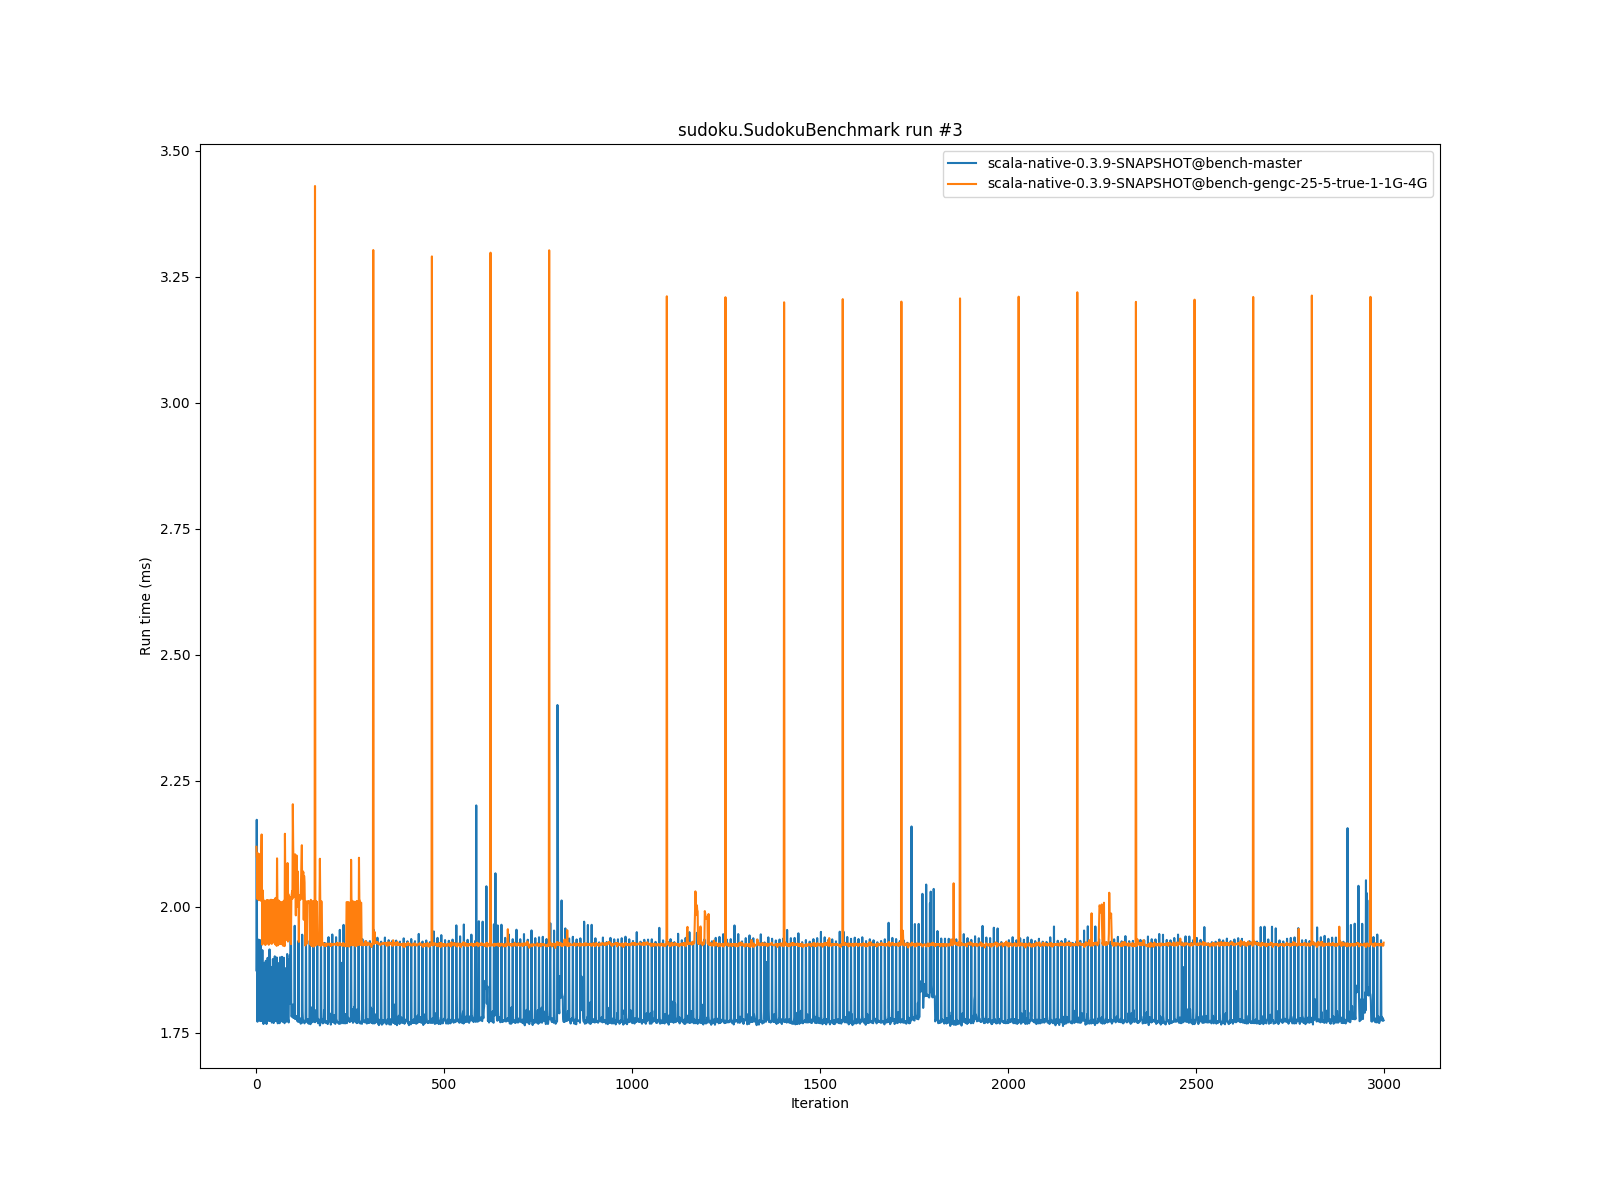 sudoku.SudokuBenchmark run #3
scala-native-0.3.9-SNAPSHOT@bench-master
scala-native-0.3.9-SNAPSHOT@bench-gengc-25-5-true-1-1G-4G
Run time (ms)
3.50
3.25
3.00
2.75
2.50
2.25
2.00
1.75
0 500 1000 1500 2000 2500 3000
Iteration